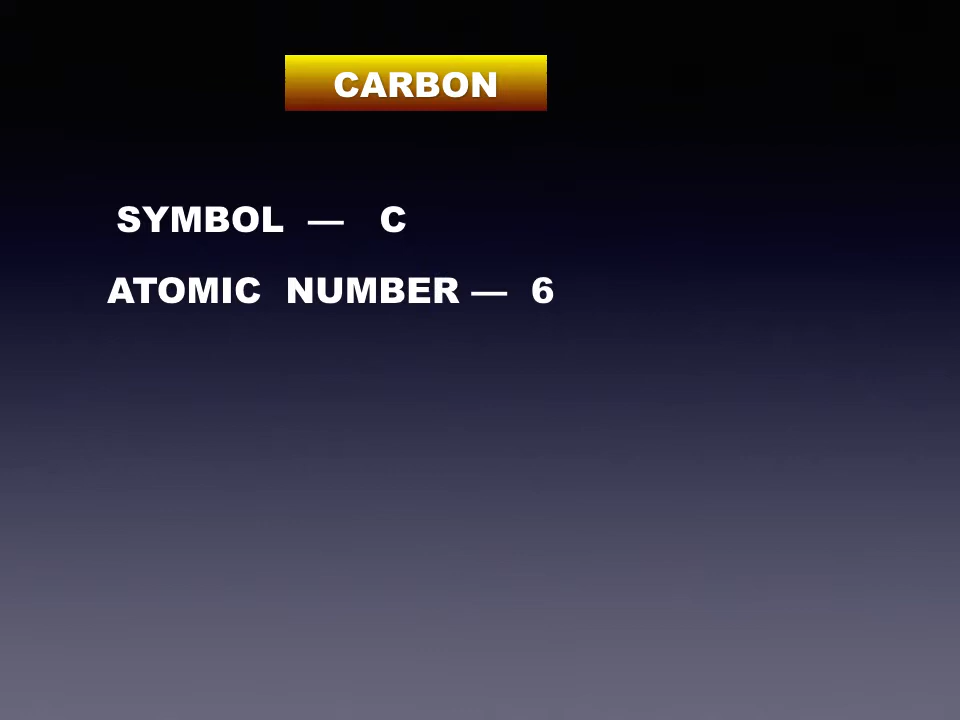 CARBON
SYMBOL — C
ATOMIC NUMBER — 6